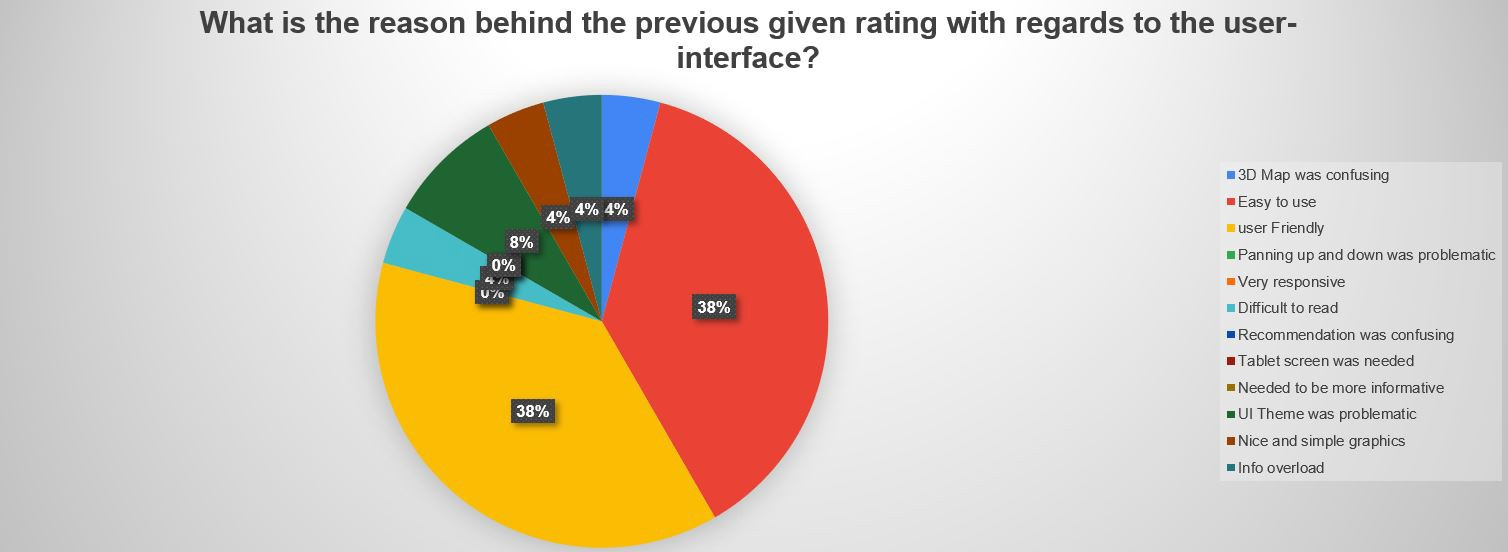 What is the reason behind the previous given rating with regards to the user-
interface?
4%
4%
4%
8%
0%
4%
0%
38%
38%
3D Map was confusing
Easy to use
user Friendly
Panning up and down was problematic
Very responsive
Difficult to read
Recommendation was confusing
Tablet screen was needed
Needed to be more informative
UI Theme was problematic
Nice and simple graphics
Info overload